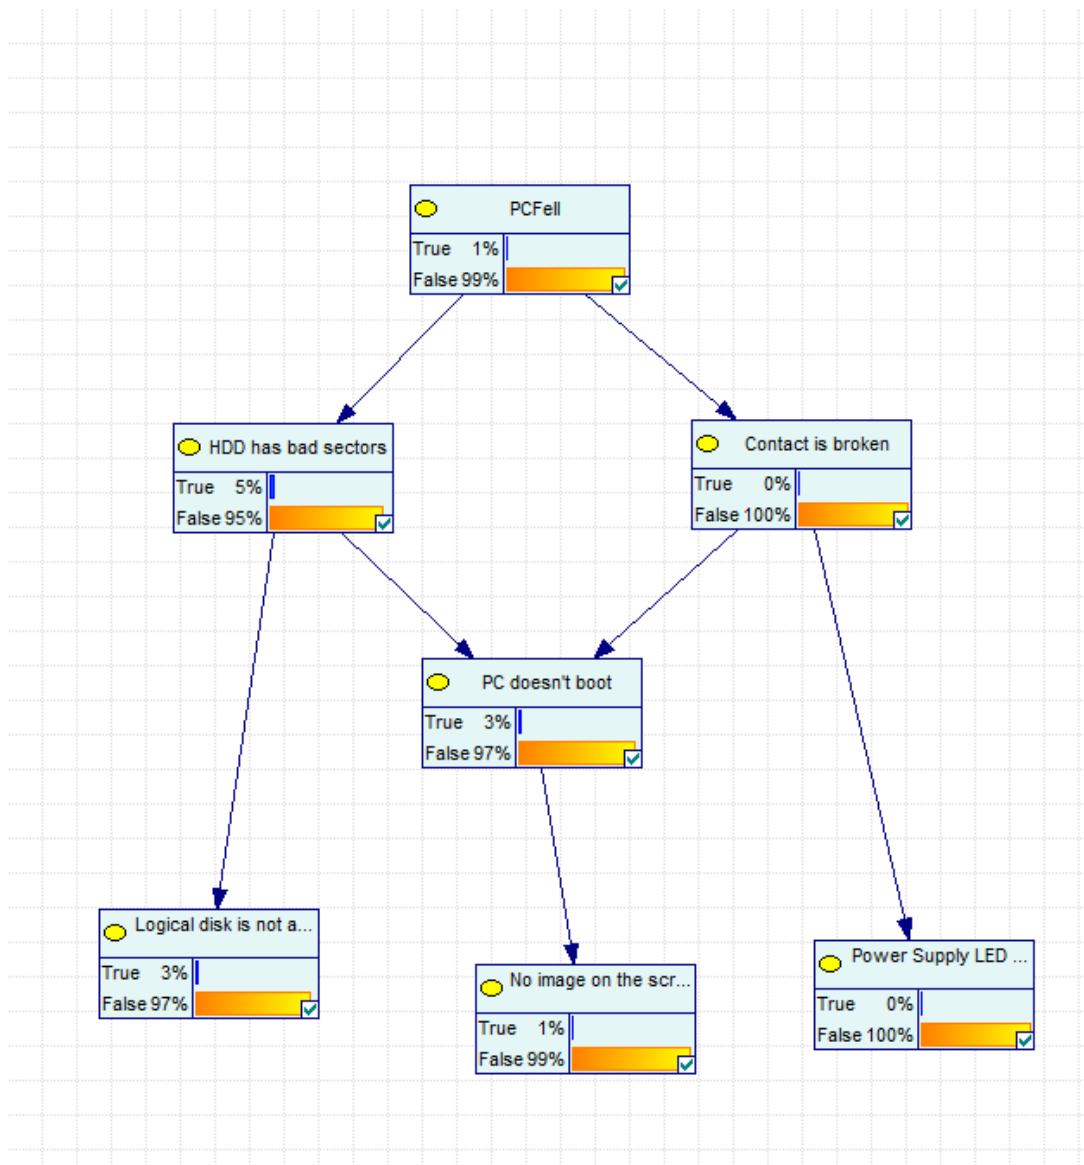 PCFell
True 1%
False 99%
HDD has bad sectors
True 5%
False 95%
Contact is broken
True 0%
False 100%
PC doesn't boot
True 3%
False 97%
Logical disk is not a...
True 3%
False 97%
No image on the scr...
True 1%
False 99%
Power Supply LED ...
True 0%
False 100%